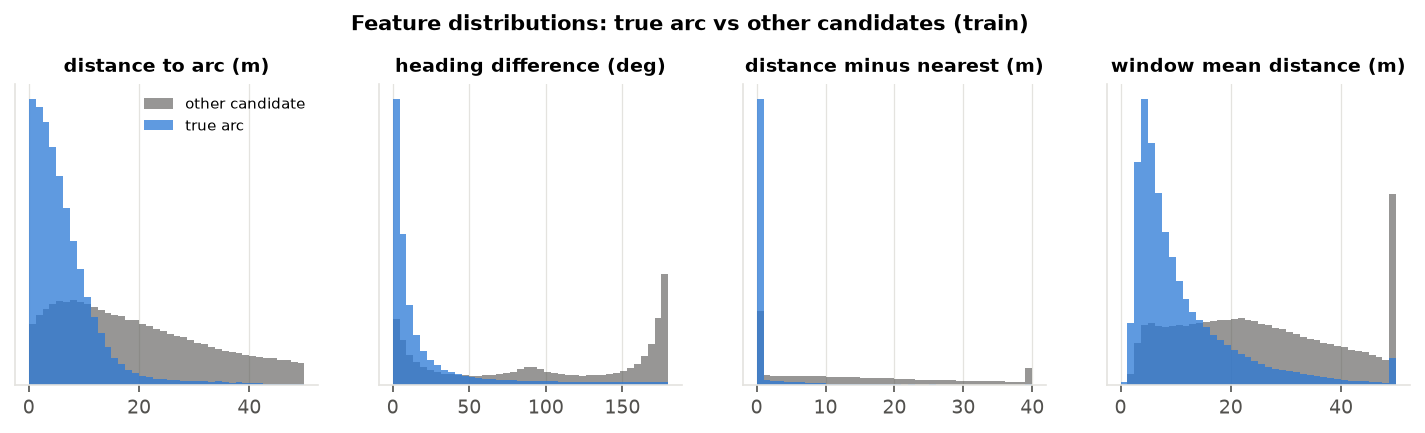 Feature distributions: true arc vs other candidates (train)
distance to arc (m)
other candidate
true arc
0 20 40
heading difference (deg)
0 50 100 150
distance minus nearest (m)
0 10 20 30 40
window mean distance (m)
0 20 40